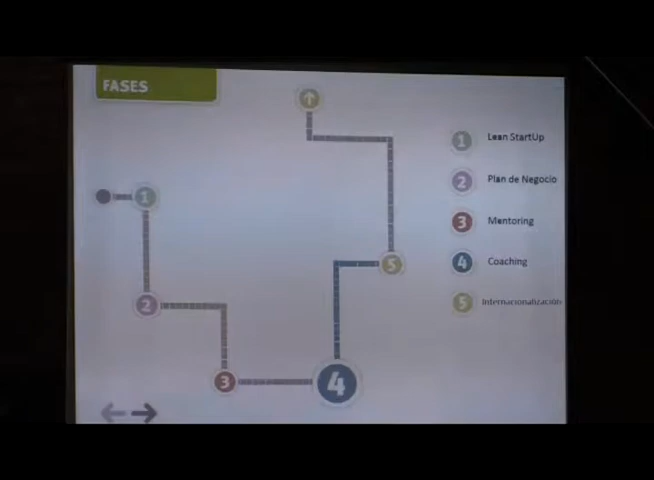 FASES
1 Lean StartUp
2 Plan de Negocio
3 Mentoring
4 Coaching
5 Internacionalización
1
2
3
4
5